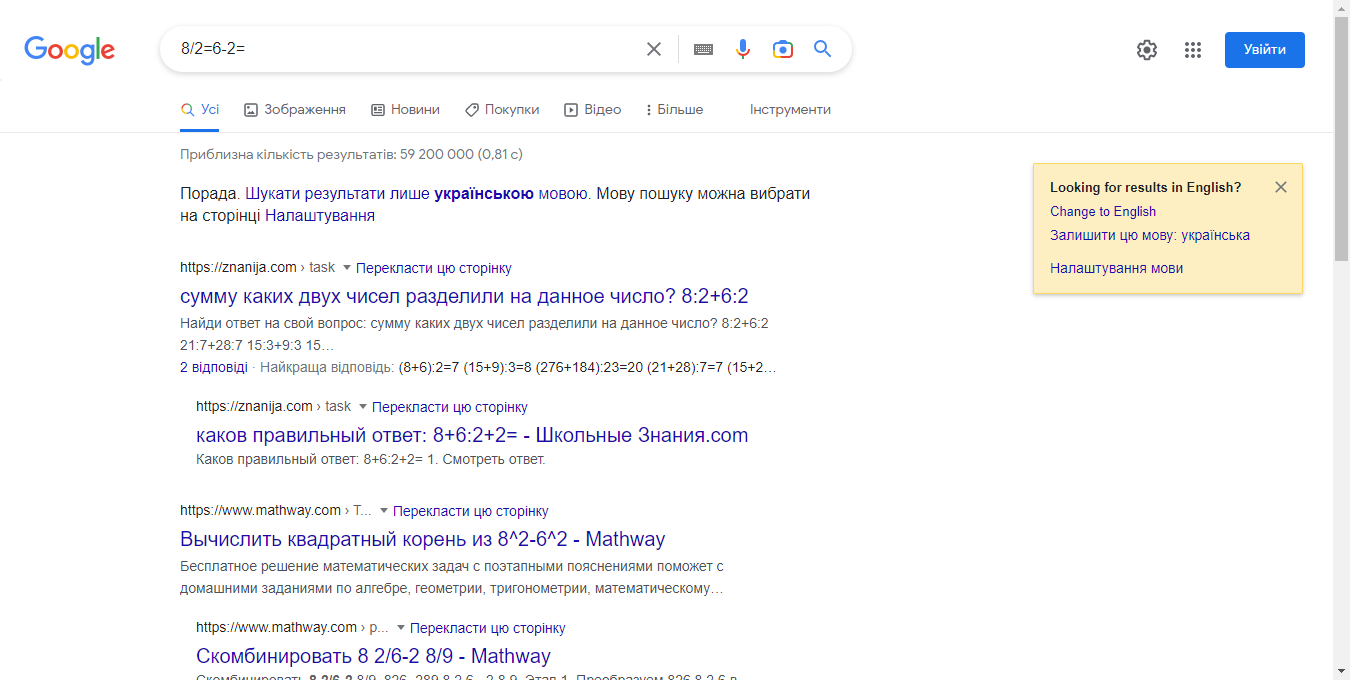 Google
8/2=6-2=
Увійти
Усі
Зображення
Новини
Покупки
Відео
Більше
Інструменти
Приблизна кількість результатів: 59 200 000 (0,81 с)
Порада. Шукати результати лише українською мовою. Мову пошуку можна вибрати
на сторінці Налаштування
Looking for results in English?
Change to English
Залишити цю мову: українська
Налаштування мови
https://znanija.com › task Перекласти цю сторінку
сумму каких двух чисел разделили на данное число? 8:2+6:2
Найди ответ на свой вопрос: сумму каких двух чисел разделили на данное число? 8:2+6:2
21:7+28:7 15:3+9:3 15…
2 відповіді · Найкраща відповідь: (8+6):2=7 (15+9):3=8 (276+184):23=20 (21+28):7=7 (15+2…
https://znanija.com › task Перекласти цю сторінку
каков правильный ответ: 8+6:2+2= - Школьные Знания.com
Каков правильный ответ: 8+6:2+2= 1. Смотреть ответ.
https://www.mathway.com › T... Перекласти цю сторінку
Вычислить квадратный корень из 8^2-6^2 - Mathway
Бесплатное решение математических задач с поэтапными пояснениями поможет с
домашними заданиями по алгебре, геометрии, тригонометрии, математическому…
https://www.mathway.com › p... Перекласти цю сторінку
Скомбинировать 8 2/6-2 8/9 - Mathway